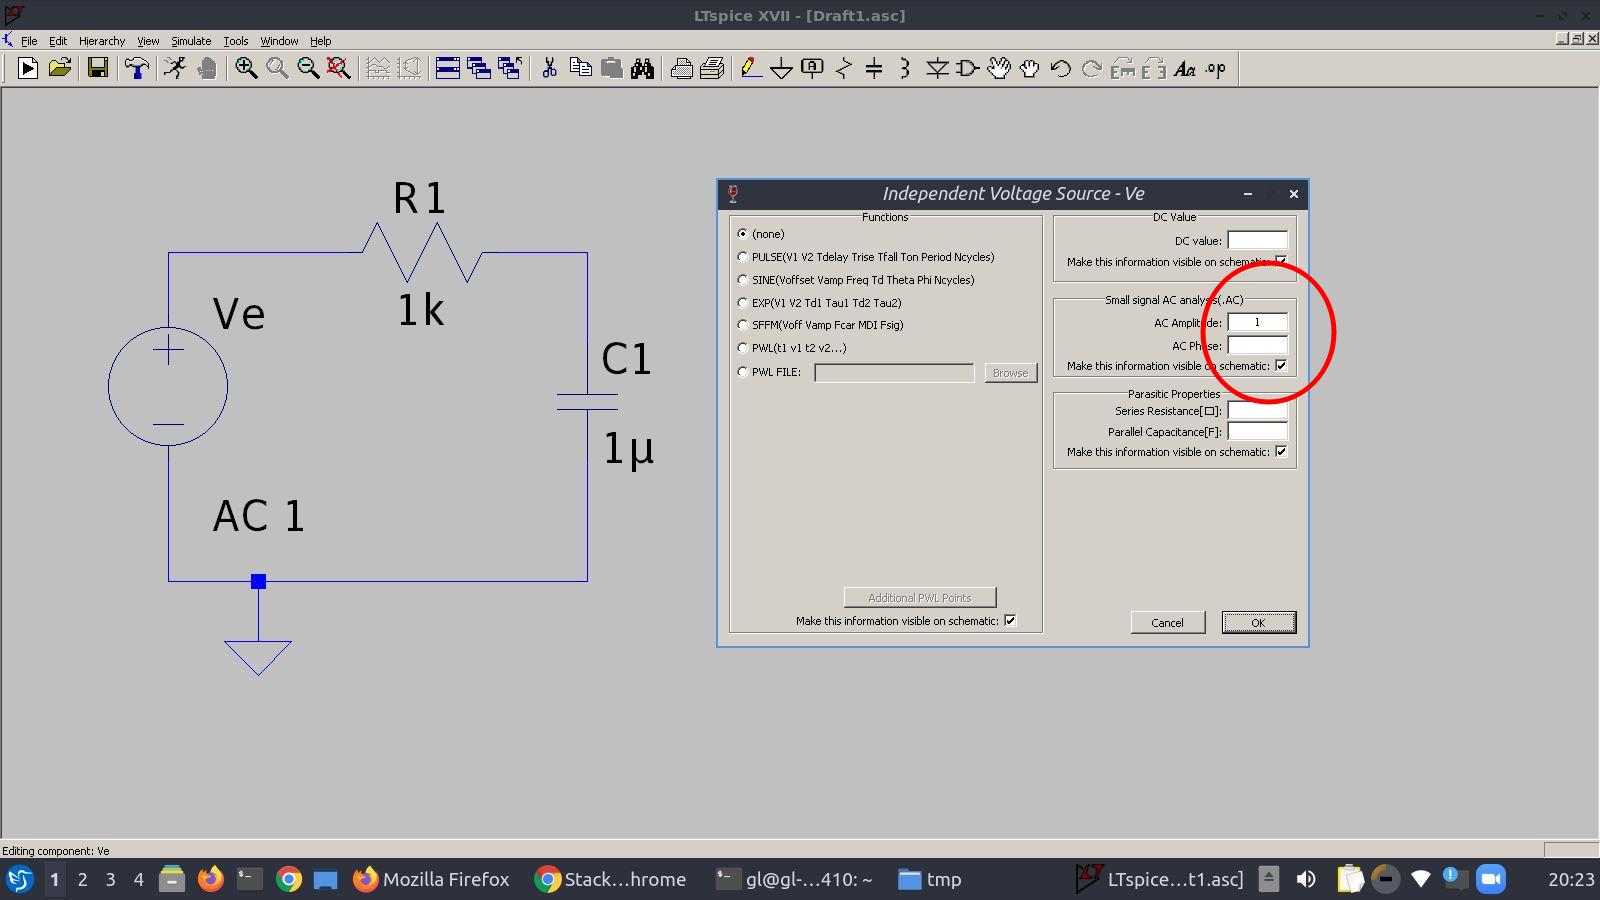 LTspice XVII - [Draft1.asc]
File Edit Hierarchy View Simulate Tools Window Help
R1
1k
Ve
C1
1µ
AC 1
Independent Voltage Source - Ve
Functions
(none)
PULSE(V1 V2 Tdelay Trise Tfall Ton Period Ncycles)
SINE(Voffset Vamp Freq Td Theta Phi Ncycles)
EXP(V1 V2 Td1 Tau1 Td2 Tau2)
SFFM(Voff Vamp Fcar MDI Fsig)
PWL(t1 v1 t2 v2...)
PWL FILE:
Browse
Additional PWL Points
Make this information visible on schematic:
DC Value
DC value:
Make this information visible on schematic:
Small signal AC analysis(.AC)
AC Amplitude: 1
AC Phase:
Make this information visible on schematic:
Parasitic Properties
Series Resistance[□]:
Parallel Capacitance[F]:
Make this information visible on schematic:
Cancel
OK
Editing component: Ve
1 2 3 4 Mozilla Firefox Stack...hrome gl@gl-...410: ~ tmp LTspice...t1.asc] 20:23